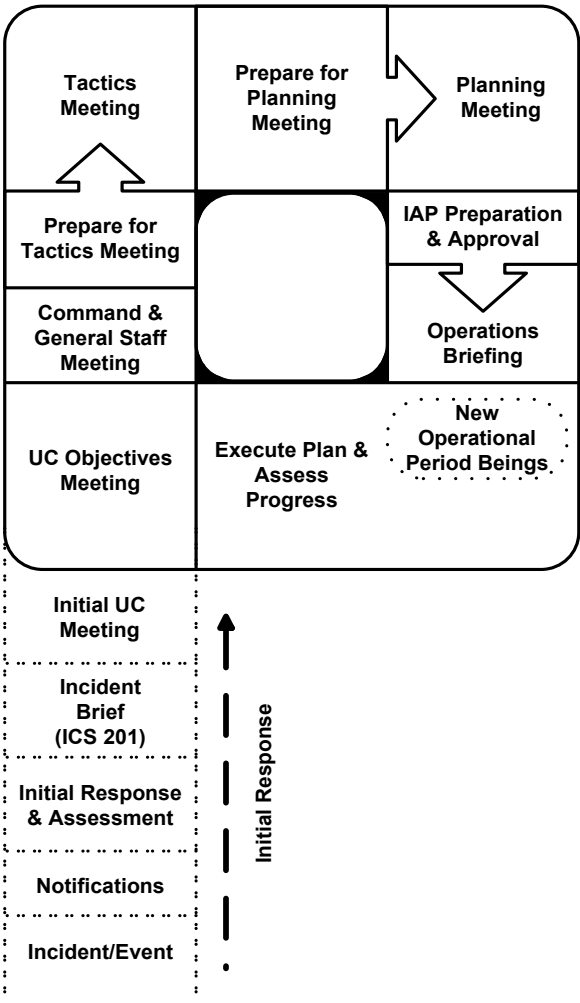 Tactics
Meeting
Prepare for
Planning
Meeting
Planning
Meeting
Prepare for
Tactics Meeting
IAP Preparation
& Approval
Command &
General Staff
Meeting
Operations
Briefing
UC Objectives
Meeting
Execute Plan &
Assess
Progress
New
Operational
Period Beings
Initial UC
Meeting
Incident
Brief
(ICS 201)
Initial Response
& Assessment
Notifications
Incident/Event
Initial Response